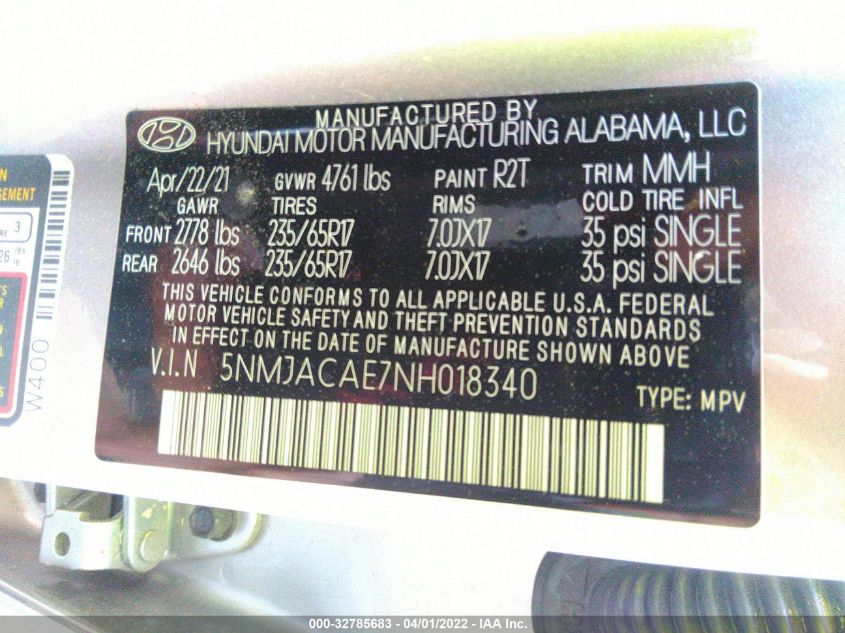 MANUFACTURED BY
HYUNDAI MOTOR MANUFACTURING ALABAMA, LLC
Apr/22/21 GVWR 4761 lbs PAINT R2T TRIM MMH
GAWR TIRES RIMS COLD TIRE INFL
FRONT 2778 lbs 235/65R17 7.0JX17 35 psi SINGLE
REAR 2646 lbs 235/65R17 7.0JX17 35 psi SINGLE
THIS VEHICLE CONFORMS TO ALL APPLICABLE U.S.A. FEDERAL
MOTOR VEHICLE SAFETY AND THEFT PREVENTION STANDARDS
IN EFFECT ON THE DATE OF MANUFACTURE SHOWN ABOVE
V.I.N 5NMJACAE7NH018340
TYPE: MPV
W400
3
26 lbs
000-32785683 - 04/01/2022 - IAA Inc.